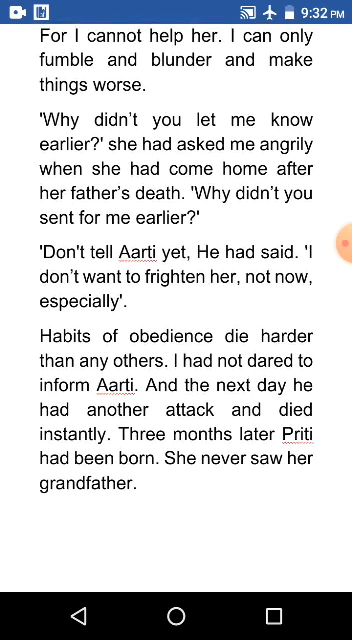 9:32 PM
For I cannot help her. I can only
fumble and blunder and make
things worse.
'Why didn't you let me know
earlier?' she had asked me angrily
when she had come home after
her father's death. 'Why didn't you
sent for me earlier?'
'Don't tell Aarti yet, He had said. 'I
don't want to frighten her, not now,
especially'.
Habits of obedience die harder
than any others. I had not dared to
inform Aarti. And the next day he
had another attack and died
instantly. Three months later Priti
had been born. She never saw her
grandfather.